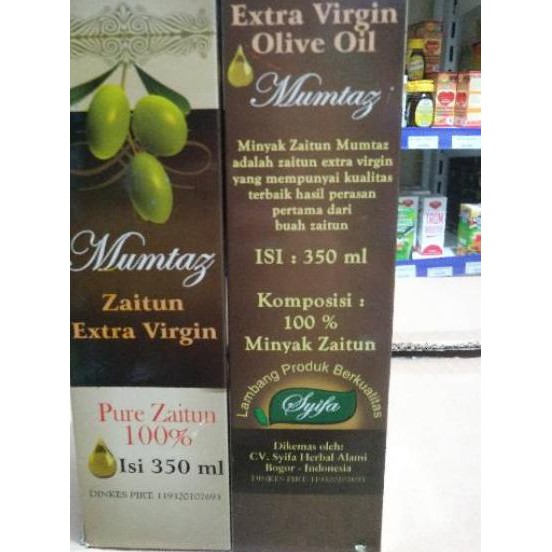 Mumtaz
Zaitun
Extra Virgin
Pure Zaitun
100%
Isi 350 ml
Extra Virgin
Olive Oil
Mumtaz
Minyak Zaitun Mumtaz
adalah zaitun extra virgin
yang mempunyai kualitas
terbaik hasil perasan
pertama dari
buah zaitun
ISI : 350 ml
Komposisi :
100 %
Minyak Zaitun
Lambang Produk Berkualitas
Syifa
Dikemas oleh:
CV. Syifa Herbal Alami
Bogor - Indonesia